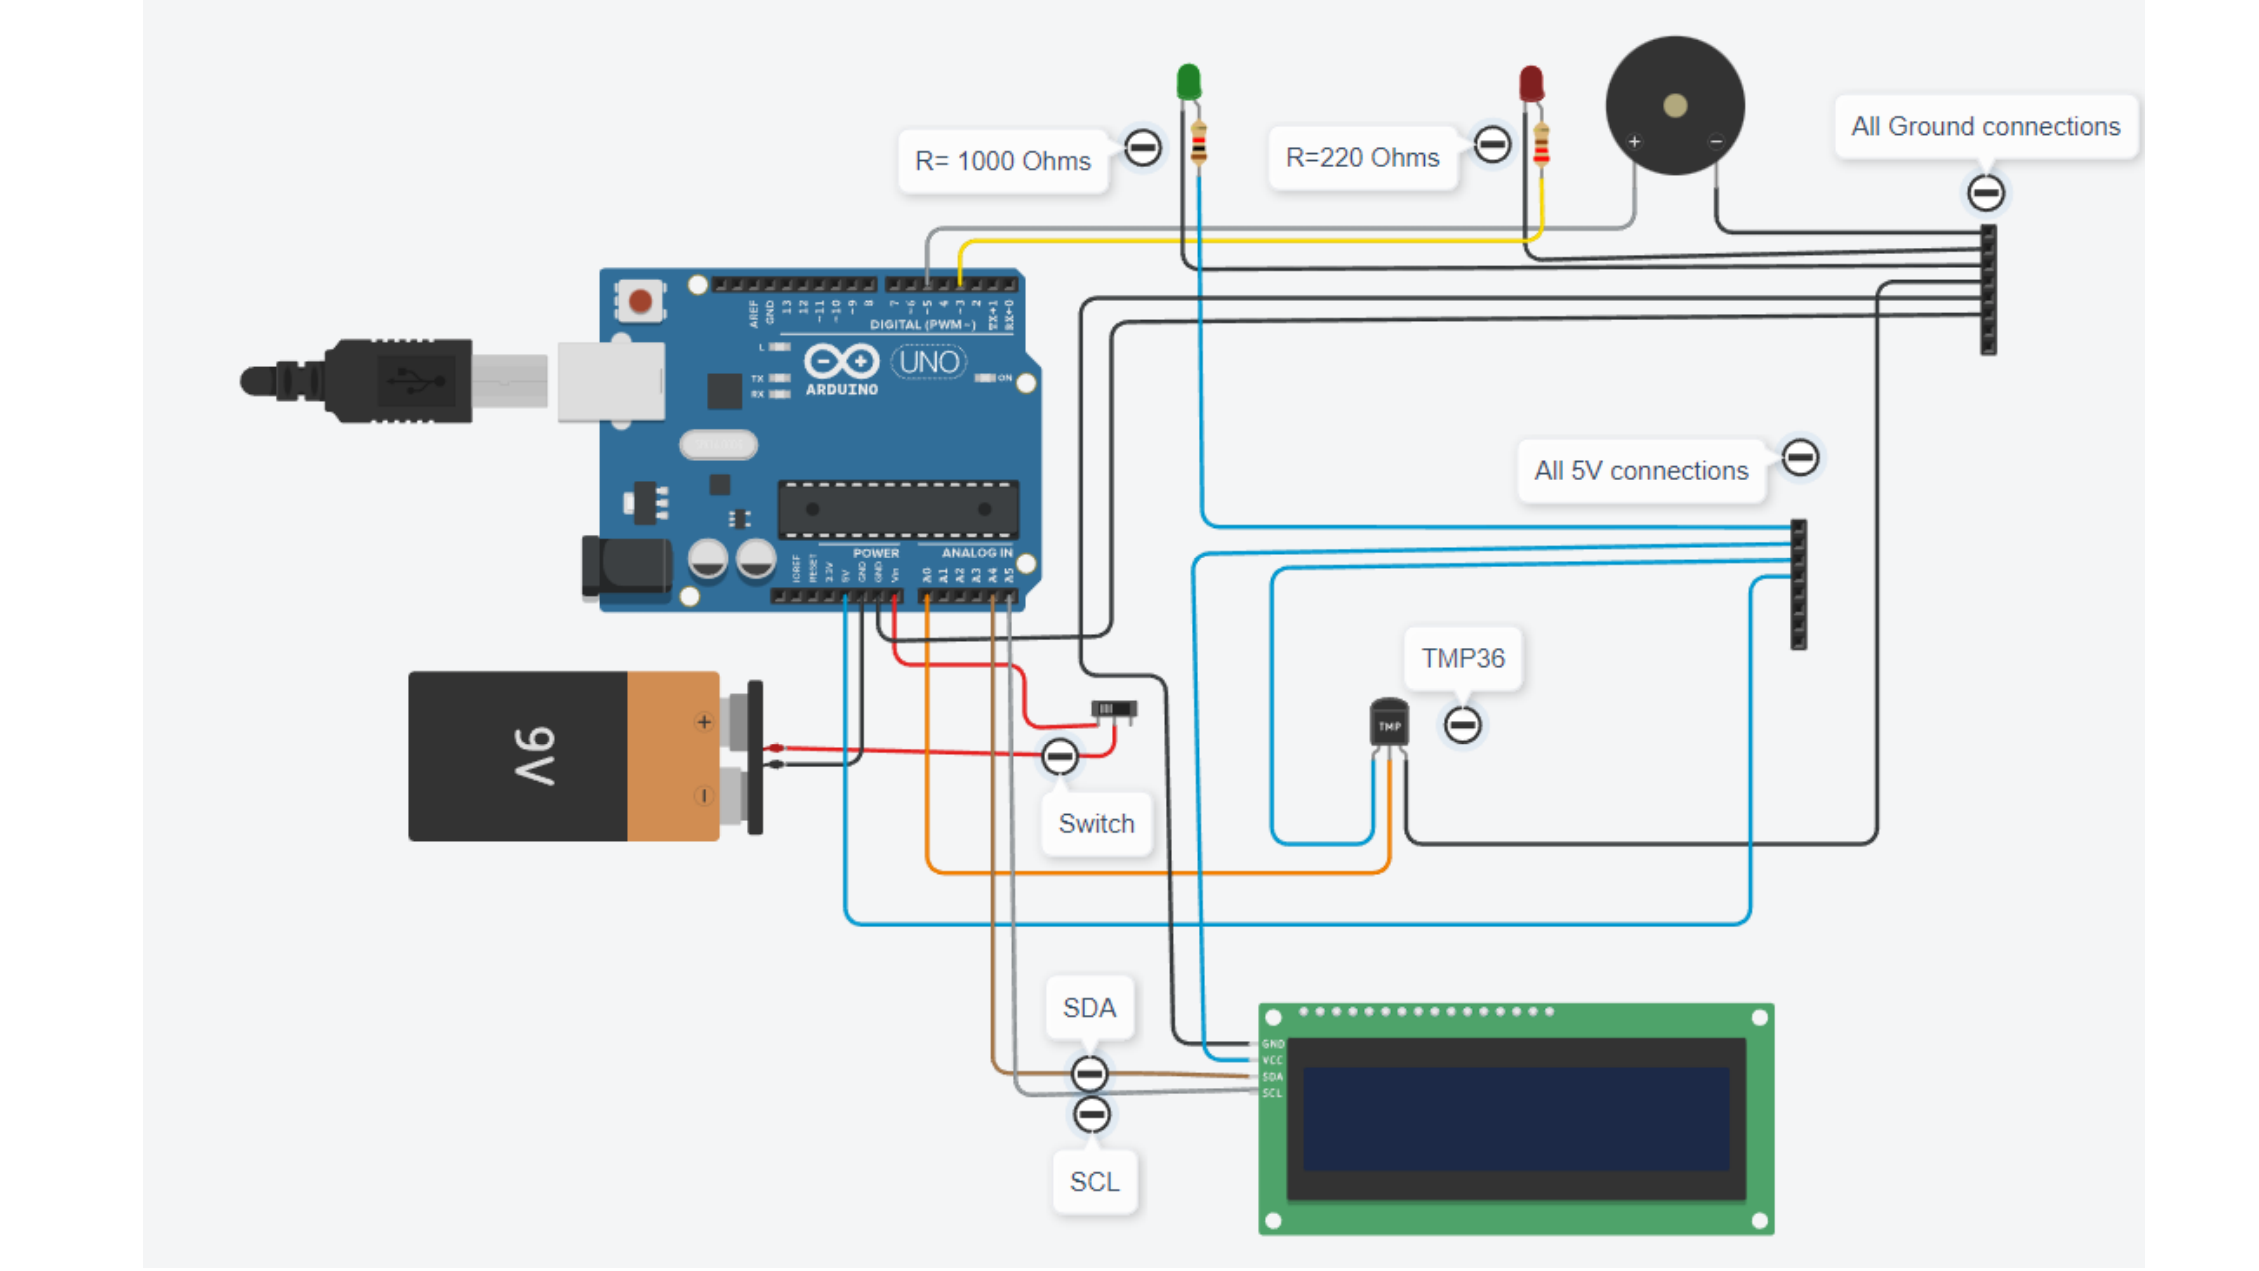 All Ground connections
R= 1000 Ohms
R=220 Ohms
+
−
AREF
GND
13
12
~11
~10
~9
8
7
~6
~5
4
~3
2
TX→1
RX←0
DIGITAL (PWM~)
L
TX
RX
UNO
ARDUINO
ON
All 5V connections
POWER
ANALOG IN
IOREF
RESET
3.3V
5V
GND
GND
Vin
A0
A1
A2
A3
A4
A5
TMP36
TMP
9V
+
−
Switch
SDA
GND
VCC
SDA
SCL
SCL